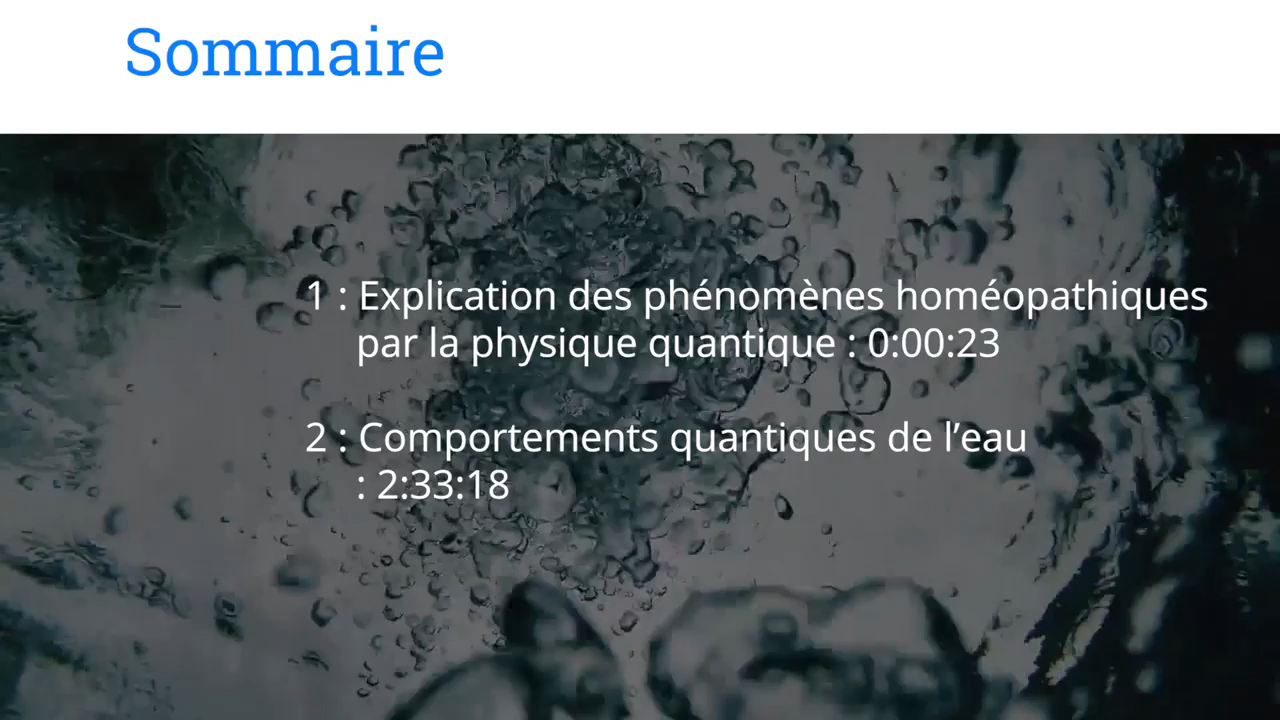 Sommaire
1 : Explication des phénomènes homéopathiques
par la physique quantique : 0:00:23
2 : Comportements quantiques de l’eau
: 2:33:18